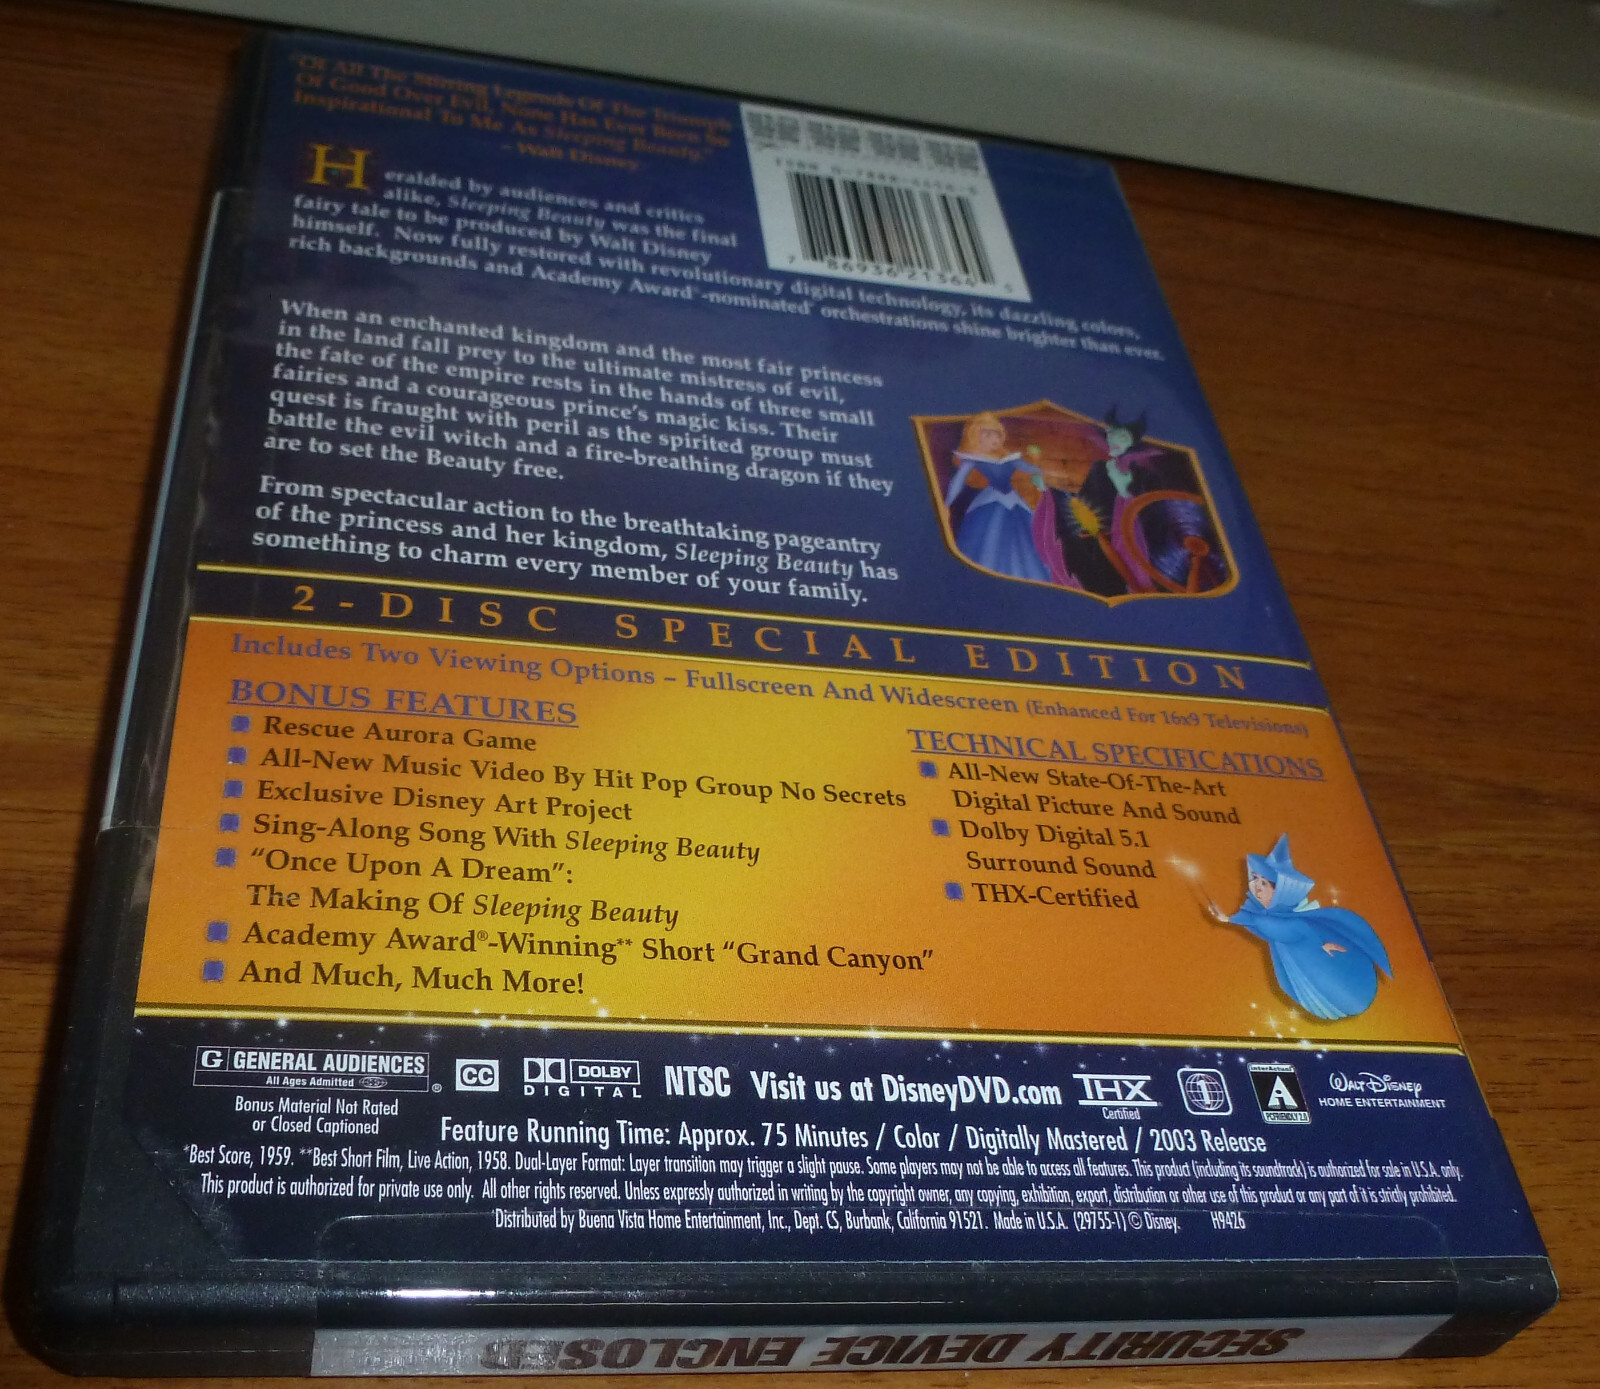 "Of All The Stirring Legends Of The Triumph
Of Good Over Evil, None Has Ever Been So
Inspirational To Me As Sleeping Beauty."
– Walt Disney
Heralded by audiences and critics
alike, Sleeping Beauty was the final
fairy tale to be produced by Walt Disney
himself. Now fully restored with revolutionary digital technology, its dazzling colors,
rich backgrounds and Academy Award®-nominated* orchestrations shine brighter than ever.
7 86936 21364 5
When an enchanted kingdom and the most fair princess
in the land fall prey to the ultimate mistress of evil,
the fate of the empire rests in the hands of three small
fairies and a courageous prince's magic kiss. Their
quest is fraught with peril as the spirited group must
battle the evil witch and a fire-breathing dragon if they
are to set the Beauty free.
From spectacular action to the breathtaking pageantry
of the princess and her kingdom, Sleeping Beauty has
something to charm every member of your family.
2-DISC SPECIAL EDITION
Includes Two Viewing Options – Fullscreen And Widescreen (Enhanced For 16x9 Televisions)
BONUS FEATURES
Rescue Aurora Game
All-New Music Video By Hit Pop Group No Secrets
Exclusive Disney Art Project
Sing-Along Song With Sleeping Beauty
"Once Upon A Dream":
The Making Of Sleeping Beauty
Academy Award®-Winning** Short "Grand Canyon"
And Much, Much More!
TECHNICAL SPECIFICATIONS
All-New State-Of-The-Art
Digital Picture And Sound
Dolby Digital 5.1
Surround Sound
THX-Certified
G GENERAL AUDIENCES
All Ages Admitted
®
Bonus Material Not Rated
or Closed Captioned
CC
DOLBY
DIGITAL
NTSC
Visit us at DisneyDVD.com
THX
Certified
1
InterActual
A
PCFRIENDLY 2.0
Walt Disney
HOME ENTERTAINMENT
Feature Running Time: Approx. 75 Minutes / Color / Digitally Mastered / 2003 Release
*Best Score, 1959. **Best Short Film, Live Action, 1958. Dual-Layer Format: Layer transition may trigger a slight pause. Some players may not be able to access all features. This product (including its soundtrack) is authorized for sale in U.S.A. only.
This product is authorized for private use only. All other rights reserved. Unless expressly authorized in writing by the copyright owner, any copying, exhibition, export, distribution or other use of this product or any part of it is strictly prohibited.
Distributed by Buena Vista Home Entertainment, Inc., Dept. CS, Burbank, California 91521. Made in U.S.A. (29755-1) © Disney. H9426
SECURITY DEVICE ENCLOSED